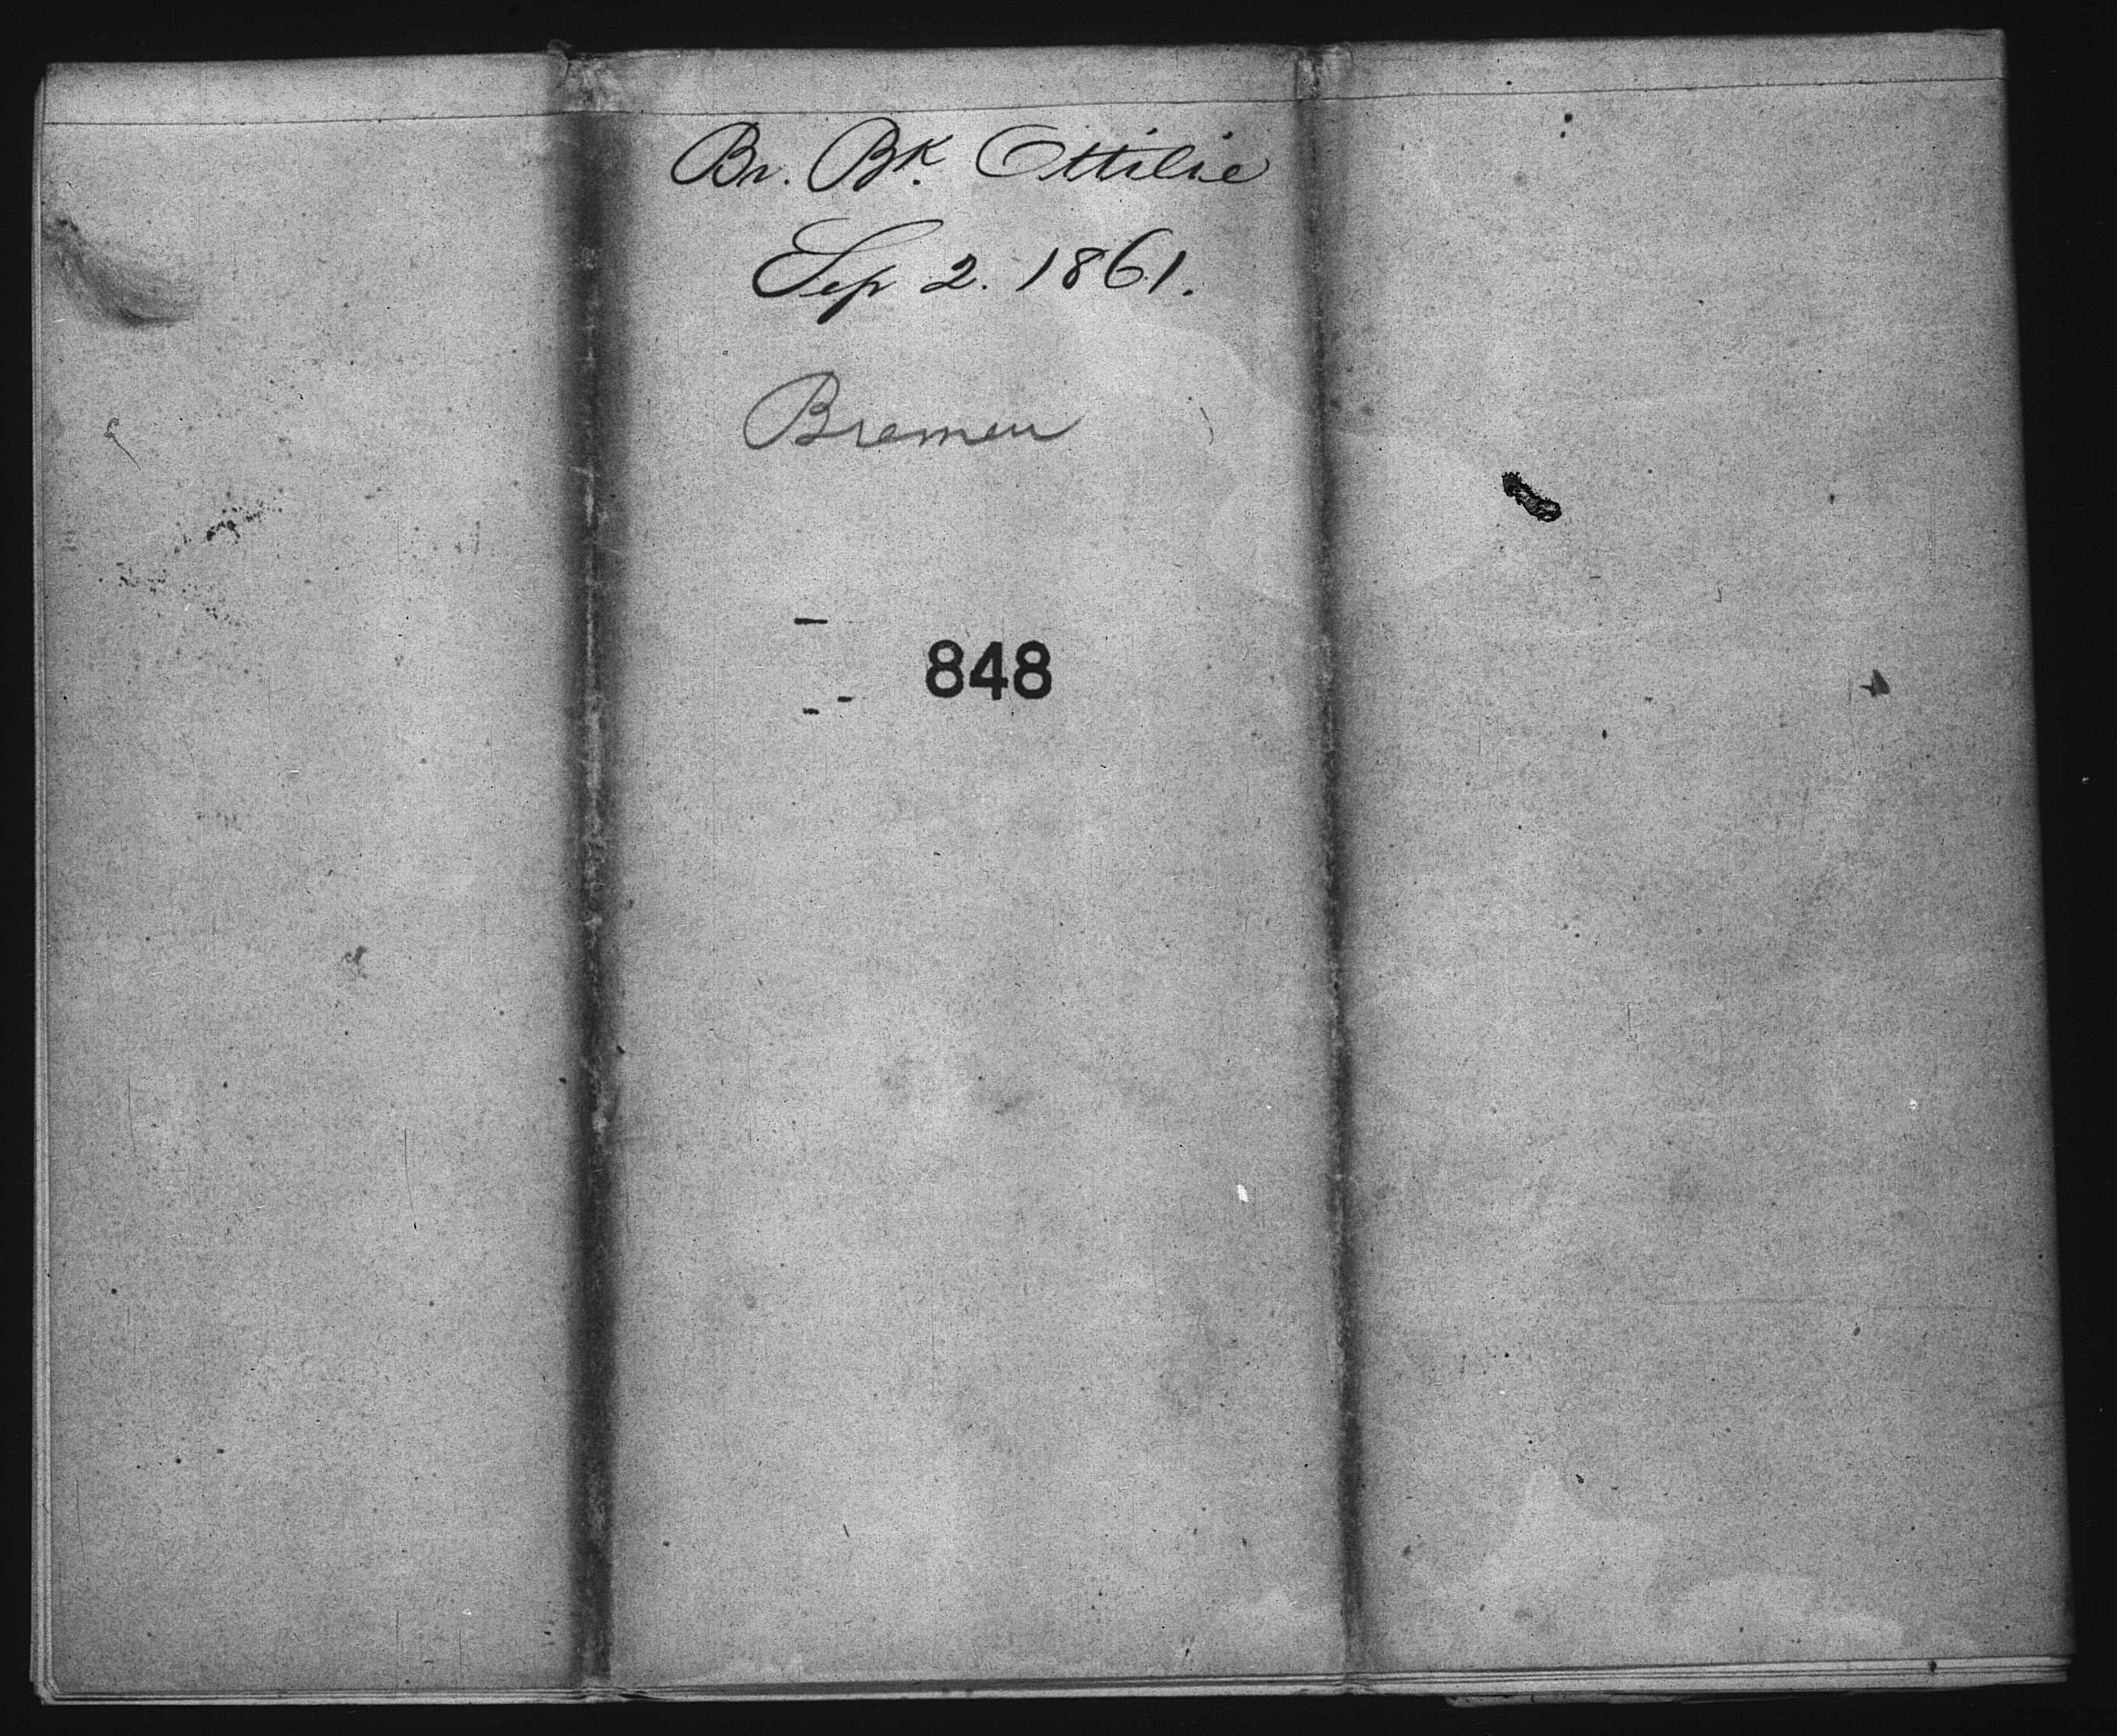 Br. Bk. Ottilie
Sep 2. 1861.
Bremen
848